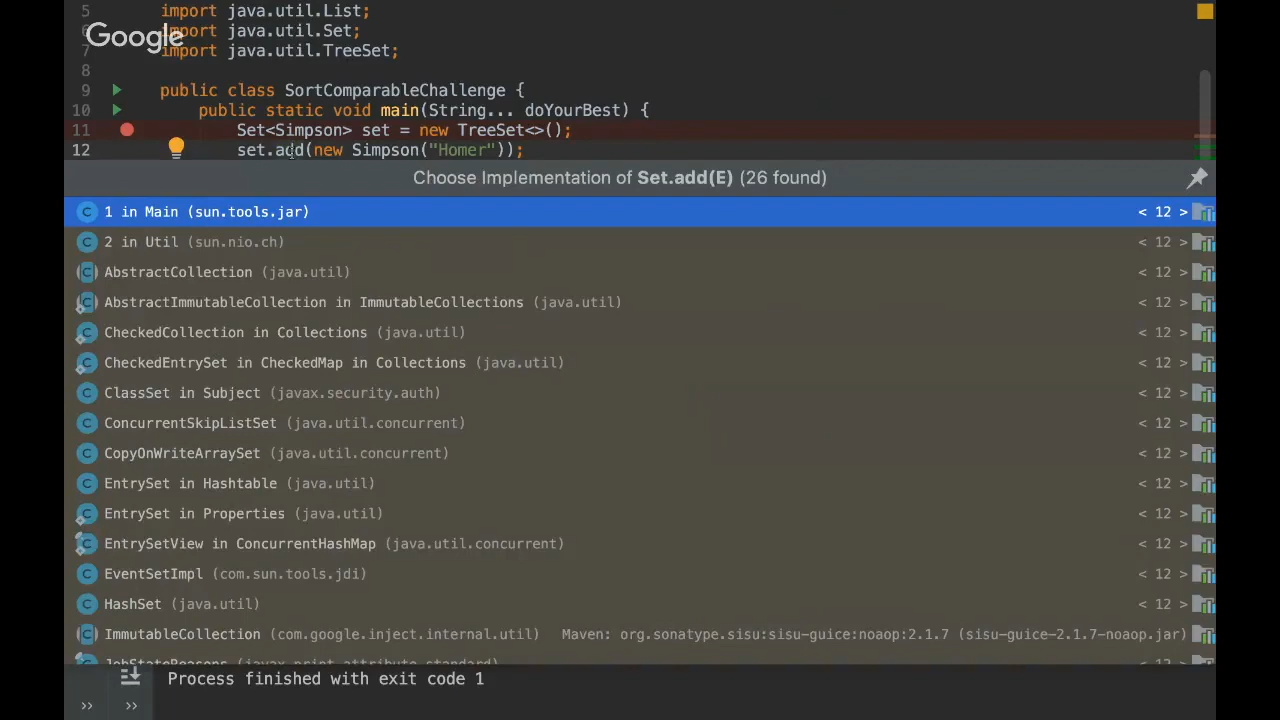 5 import java.util.List;
6 import java.util.Set;
Google
7 import java.util.TreeSet;
8
9 public class SortComparableChallenge {
10 public static void main(String... doYourBest) {
11 Set<Simpson> set = new TreeSet<>();
12 set.add(new Simpson("Homer"));
Choose Implementation of Set.add(E) (26 found)
1 in Main (sun.tools.jar) < 12 >
2 in Util (sun.nio.ch) < 12 >
AbstractCollection (java.util) < 12 >
AbstractImmutableCollection in ImmutableCollections (java.util) < 12 >
CheckedCollection in Collections (java.util) < 12 >
CheckedEntrySet in CheckedMap in Collections (java.util) < 12 >
ClassSet in Subject (javax.security.auth) < 12 >
ConcurrentSkipListSet (java.util.concurrent) < 12 >
CopyOnWriteArraySet (java.util.concurrent) < 12 >
EntrySet in Hashtable (java.util) < 12 >
EntrySet in Properties (java.util) < 12 >
EntrySetView in ConcurrentHashMap (java.util.concurrent) < 12 >
EventSetImpl (com.sun.tools.jdi) < 12 >
HashSet (java.util) < 12 >
ImmutableCollection (com.google.inject.internal.util) Maven: org.sonatype.sisu:sisu-guice:noaop:2.1.7 (sisu-guice-2.1.7-noaop.jar)
JobStateReasons (javax.print.attribute.standard) < 12 >
Process finished with exit code 1